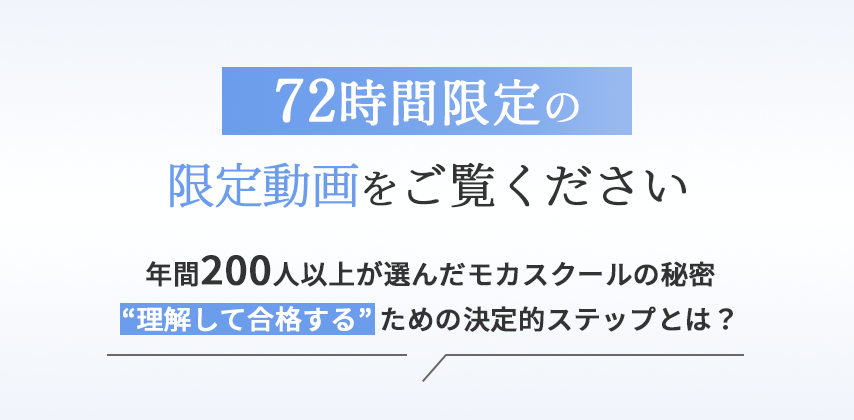 72時間限定の
限定動画をご覧ください
年間200人以上が選んだモカスクールの秘密
“理解して合格する”ための決定的ステップとは？